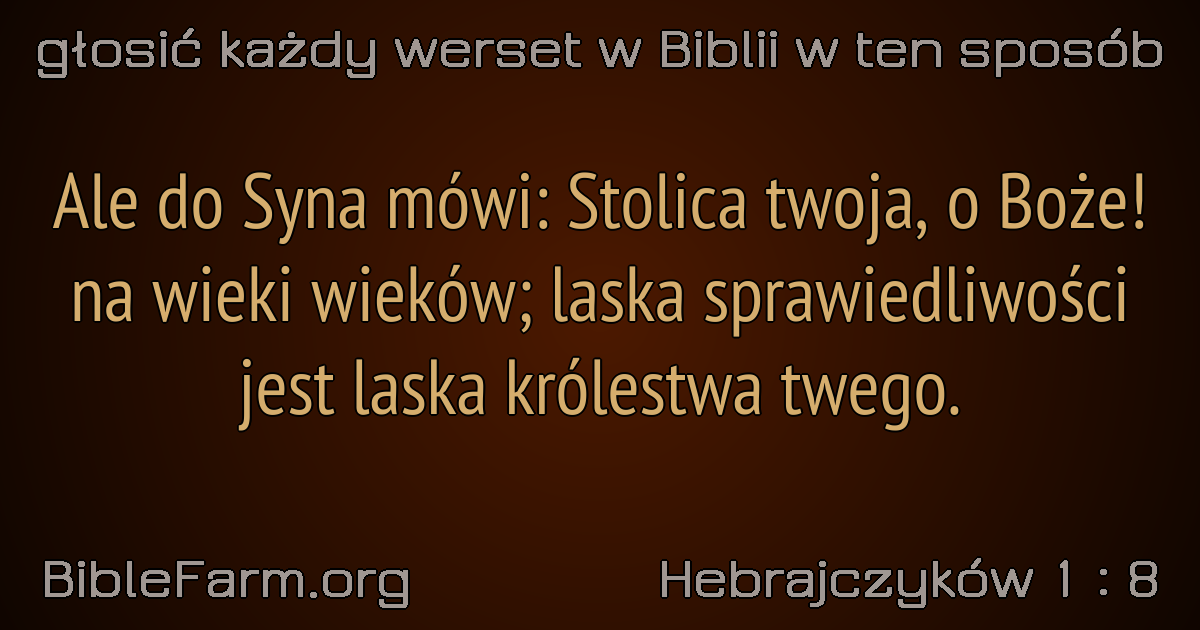 głosić każdy werset w Biblii w ten sposób
Ale do Syna mówi: Stolica twoja, o Boże!
na wieki wieków; laska sprawiedliwości
jest laska królestwa twego.
BibleFarm.org
Hebrajczyków 1 : 8